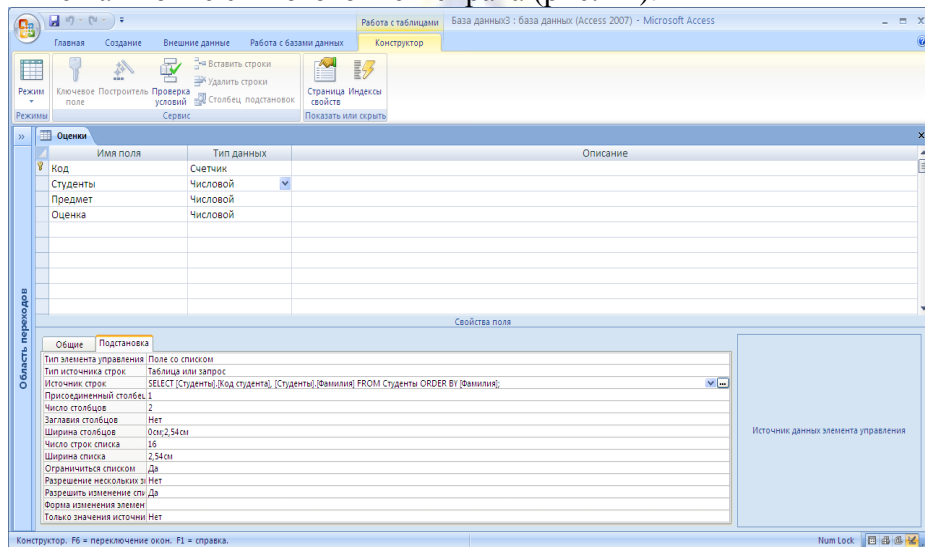 (рис. 
Работа с таблицами База данных3 : база данных (Access 2007) - Microsoft Access
Главная Создание Внешние данные Работа с базами данных Конструктор
Режим
Ключевое поле
Построитель
Проверка условий
Вставить строки
Удалить строки
Столбец подстановок
Страница свойств
Индексы
Режимы Сервис Показать или скрыть
Оценки
Имя поля Тип данных Описание
Код Счетчик
Студенты Числовой
Предмет Числовой
Оценка Числовой
Область переходов
Свойства поля
Общие Подстановка
Тип элемента управления Поле со списком
Тип источника строк Таблица или запрос
Источник строк SELECT [Студенты].[Код студента], [Студенты].[Фамилия] FROM Студенты ORDER BY [Фамилия];
Присоединенный столбец 1
Число столбцов 2
Заглавия столбцов Нет
Ширина столбцов 0см;2,54см
Число строк списка 16
Ширина списка 2,54см
Ограничиться списком Да
Разрешение нескольких зн Нет
Разрешить изменение спи Да
Форма изменения элемен
Только значения источни Нет
Источник данных элемента управления
Конструктор. F6 = переключение окон. F1 = справка. Num Lock